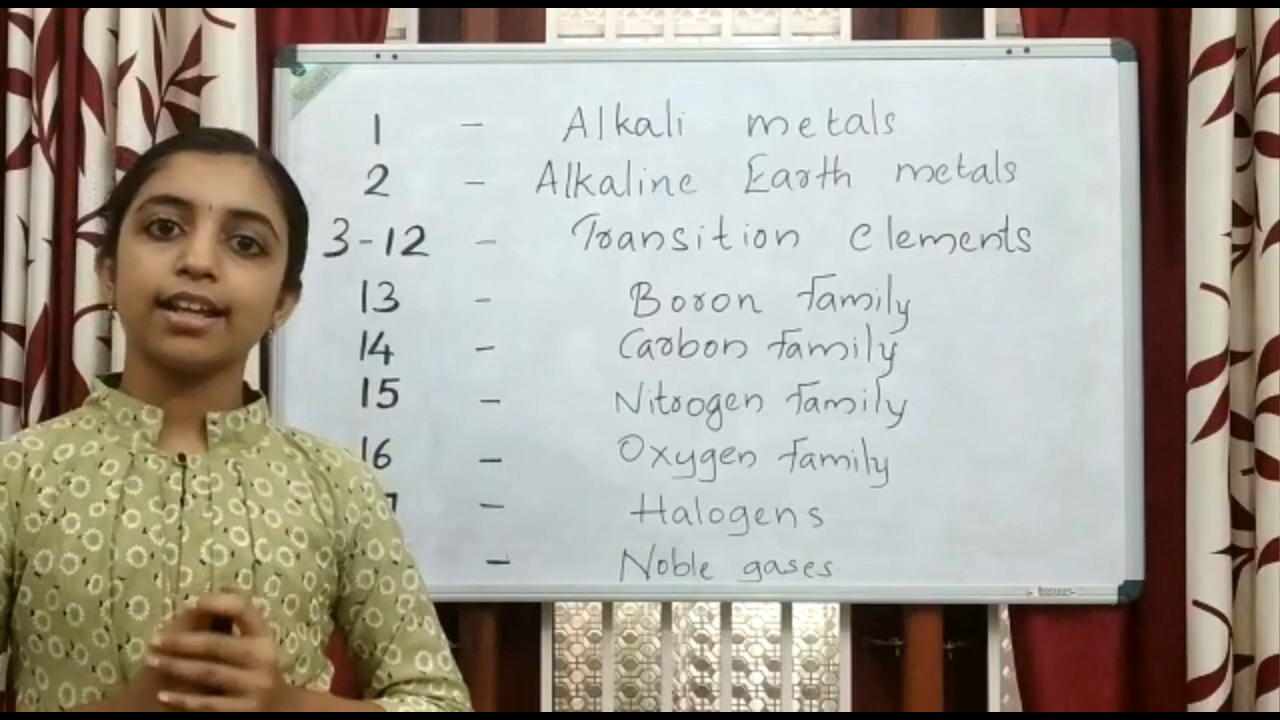 1 - Alkali metals
2 - Alkaline Earth metals
3-12 - Transition elements
13 - Boron family
14 - Carbon family
15 - Nitrogen family
16 - Oxygen family
- Halogens
- Noble gases